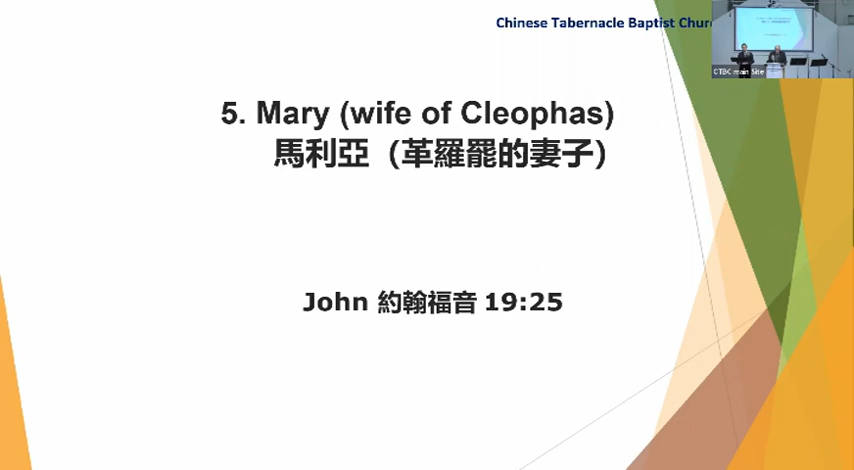 Chinese Tabernacle Baptist Chur
CTBC main Site
5. Mary (wife of Cleophas)
馬利亞 (革羅罷的妻子)
John 約翰福音 19:25